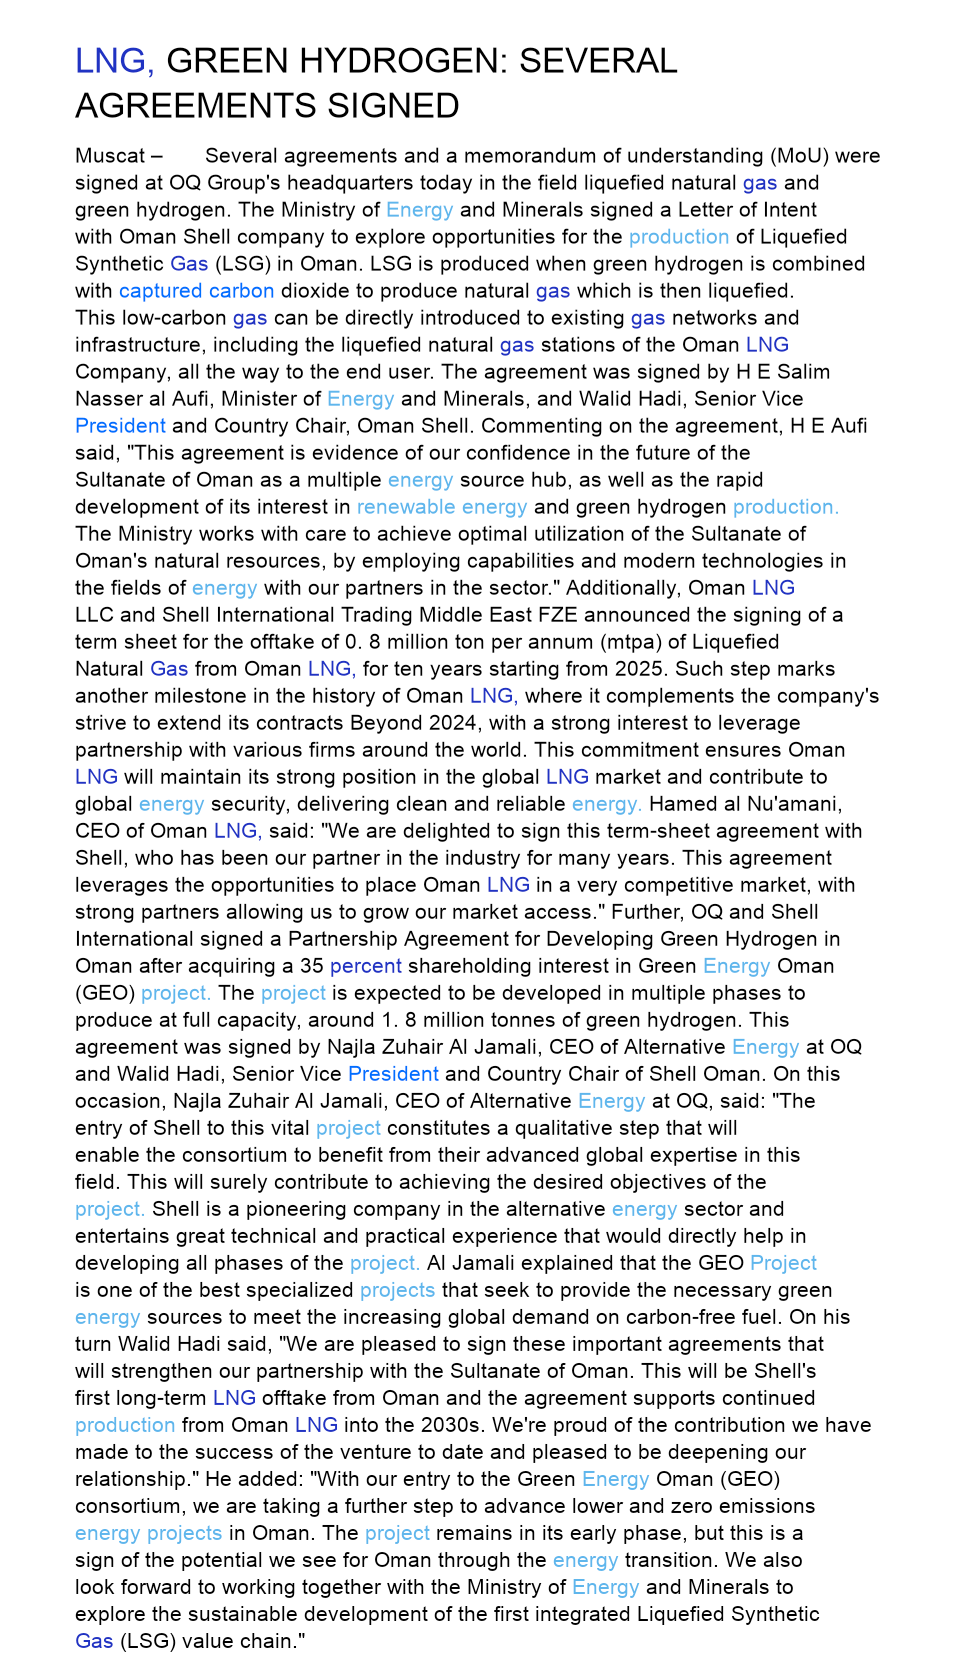 LNG, GREEN HYDROGEN: SEVERAL
AGREEMENTS SIGNED
Muscat – Several agreements and a memorandum of understanding (MoU) were
signed at OQ Group's headquarters today in the field liquefied natural gas and
green hydrogen. The Ministry of Energy and Minerals signed a Letter of Intent
with Oman Shell company to explore opportunities for the production of Liquefied
Synthetic Gas (LSG) in Oman. LSG is produced when green hydrogen is combined
with captured carbon dioxide to produce natural gas which is then liquefied.
This low-carbon gas can be directly introduced to existing gas networks and
infrastructure, including the liquefied natural gas stations of the Oman LNG
Company, all the way to the end user. The agreement was signed by H E Salim
Nasser al Aufi, Minister of Energy and Minerals, and Walid Hadi, Senior Vice
President and Country Chair, Oman Shell. Commenting on the agreement, H E Aufi
said, "This agreement is evidence of our confidence in the future of the
Sultanate of Oman as a multiple energy source hub, as well as the rapid
development of its interest in renewable energy and green hydrogen production.
The Ministry works with care to achieve optimal utilization of the Sultanate of
Oman's natural resources, by employing capabilities and modern technologies in
the fields of energy with our partners in the sector." Additionally, Oman LNG
LLC and Shell International Trading Middle East FZE announced the signing of a
term sheet for the offtake of 0. 8 million ton per annum (mtpa) of Liquefied
Natural Gas from Oman LNG, for ten years starting from 2025. Such step marks
another milestone in the history of Oman LNG, where it complements the company's
strive to extend its contracts Beyond 2024, with a strong interest to leverage
partnership with various firms around the world. This commitment ensures Oman
LNG will maintain its strong position in the global LNG market and contribute to
global energy security, delivering clean and reliable energy. Hamed al Nu'amani,
CEO of Oman LNG, said: "We are delighted to sign this term-sheet agreement with
Shell, who has been our partner in the industry for many years. This agreement
leverages the opportunities to place Oman LNG in a very competitive market, with
strong partners allowing us to grow our market access." Further, OQ and Shell
International signed a Partnership Agreement for Developing Green Hydrogen in
Oman after acquiring a 35 percent shareholding interest in Green Energy Oman
(GEO) project. The project is expected to be developed in multiple phases to
produce at full capacity, around 1. 8 million tonnes of green hydrogen. This
agreement was signed by Najla Zuhair Al Jamali, CEO of Alternative Energy at OQ
and Walid Hadi, Senior Vice President and Country Chair of Shell Oman. On this
occasion, Najla Zuhair Al Jamali, CEO of Alternative Energy at OQ, said: "The
entry of Shell to this vital project constitutes a qualitative step that will
enable the consortium to benefit from their advanced global expertise in this
field. This will surely contribute to achieving the desired objectives of the
project. Shell is a pioneering company in the alternative energy sector and
entertains great technical and practical experience that would directly help in
developing all phases of the project. Al Jamali explained that the GEO Project
is one of the best specialized projects that seek to provide the necessary green
energy sources to meet the increasing global demand on carbon-free fuel. On his
turn Walid Hadi said, "We are pleased to sign these important agreements that
will strengthen our partnership with the Sultanate of Oman. This will be Shell's
first long-term LNG offtake from Oman and the agreement supports continued
production from Oman LNG into the 2030s. We're proud of the contribution we have
made to the success of the venture to date and pleased to be deepening our
relationship." He added: "With our entry to the Green Energy Oman (GEO)
consortium, we are taking a further step to advance lower and zero emissions
energy projects in Oman. The project remains in its early phase, but this is a
sign of the potential we see for Oman through the energy transition. We also
look forward to working together with the Ministry of Energy and Minerals to
explore the sustainable development of the first integrated Liquefied Synthetic
Gas (LSG) value chain."